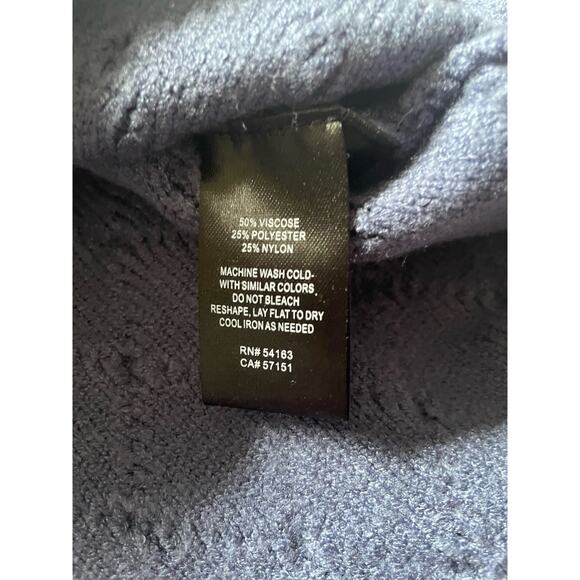 50% VISCOSE
25% POLYESTER
25% NYLON
MACHINE WASH COLD-
WITH SIMILAR COLORS,
DO NOT BLEACH
RESHAPE, LAY FLAT TO DRY
COOL IRON AS NEEDED
RN# 54163
CA# 57151